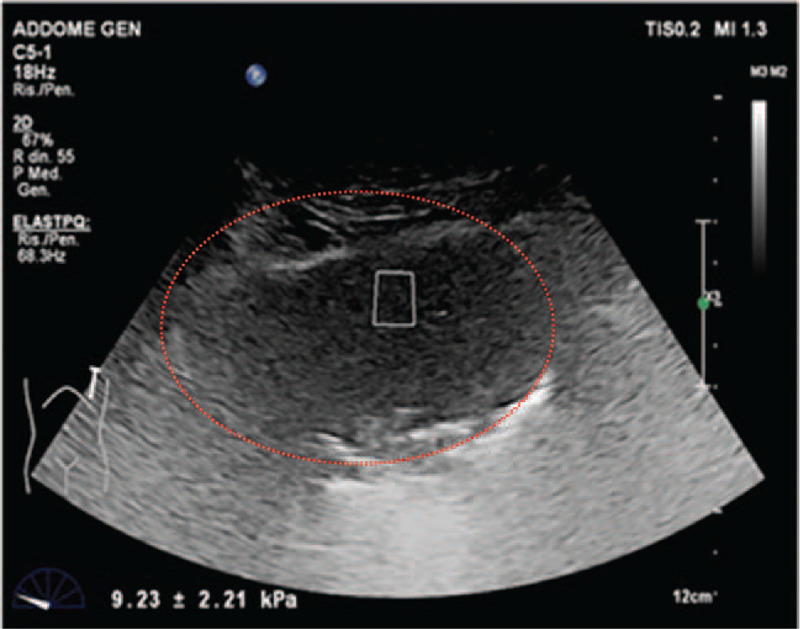 ADDOME GEN
C5-1
18Hz
Ris./Pen.
2D
67%
R din. 55
P Med.
Gen.
ELASTPQ:
Ris./Pen.
68.3Hz
TIS0.2 MI 1.3
M3 M2
9.23 ± 2.21 kPa
12cm